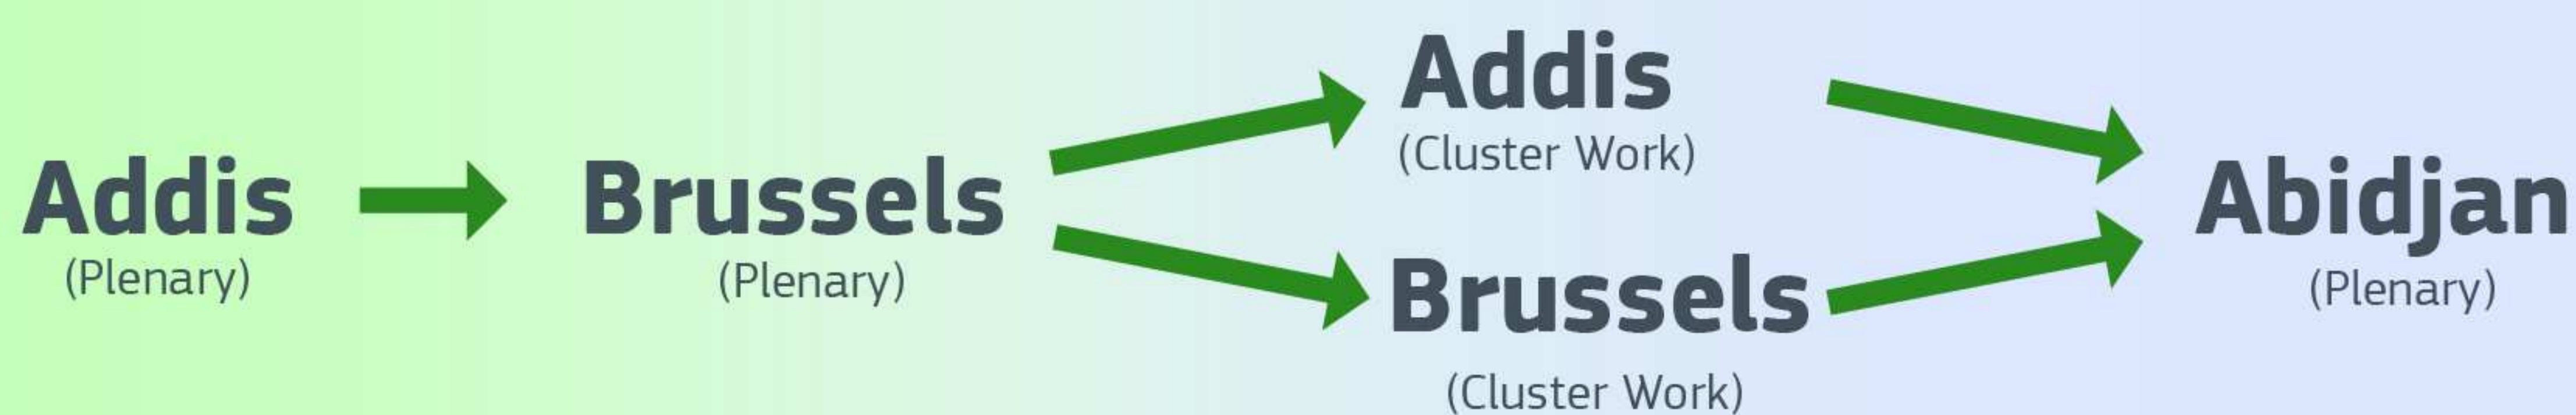 Addis
(Plenary)
Brussels
(Plenary)
Addis
(Cluster Work)
Brussels
(Cluster Work)
Abidjan
(Plenary)